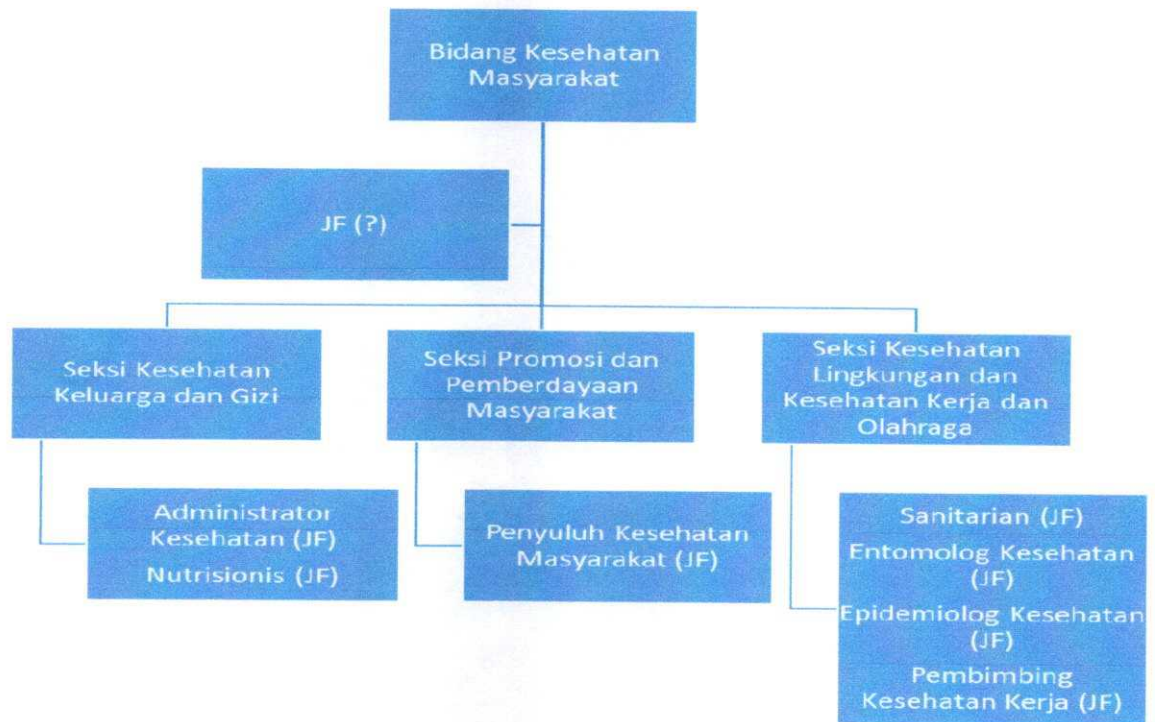 Bidang Kesehatan
Masyarakat
JF (?)
Seksi Kesehatan
Keluarga dan Gizi
Administrator
Kesehatan (JF)
Nutrisionis (JF)
Seksi Promosi dan
Pemberdayaan
Masyarakat
Penyuluh Kesehatan
Masyarakat (JF)
Seksi Kesehatan
Lingkungan dan
Kesehatan Kerja dan
Olahraga
Sanitarian (JF)
Entomolog Kesehatan
(JF)
Epidemiolog Kesehatan
(JF)
Pembimbing
Kesehatan Kerja (JF)